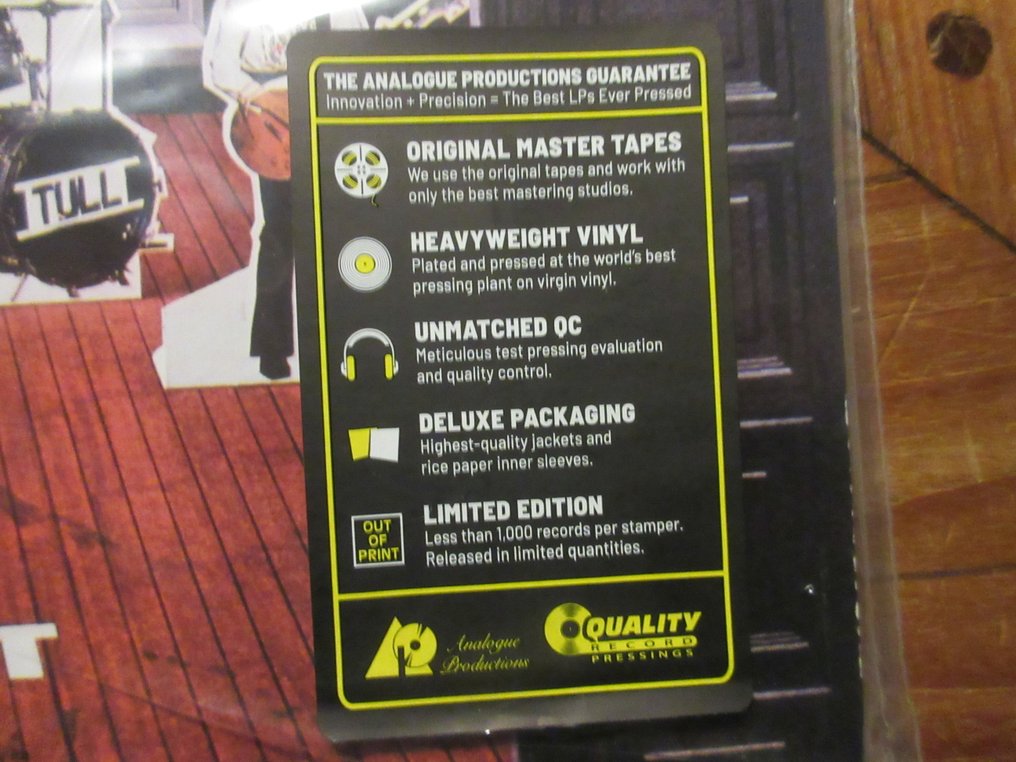 THE ANALOGUE PRODUCTIONS GUARANTEE
Innovation + Precision = The Best LPs Ever Pressed
ORIGINAL MASTER TAPES
We use the original tapes and work with
only the best mastering studios.
HEAVYWEIGHT VINYL
Plated and pressed at the world's best
pressing plant on virgin vinyl.
UNMATCHED QC
Meticulous test pressing evaluation
and quality control.
DELUXE PACKAGING
Highest-quality jackets and
rice paper inner sleeves.
OUT
OF
PRINT
LIMITED EDITION
Less than 1,000 records per stamper.
Released in limited quantities.
AP
Analogue
Productions
QUALITY
RECORD
PRESSINGS
TULL
T